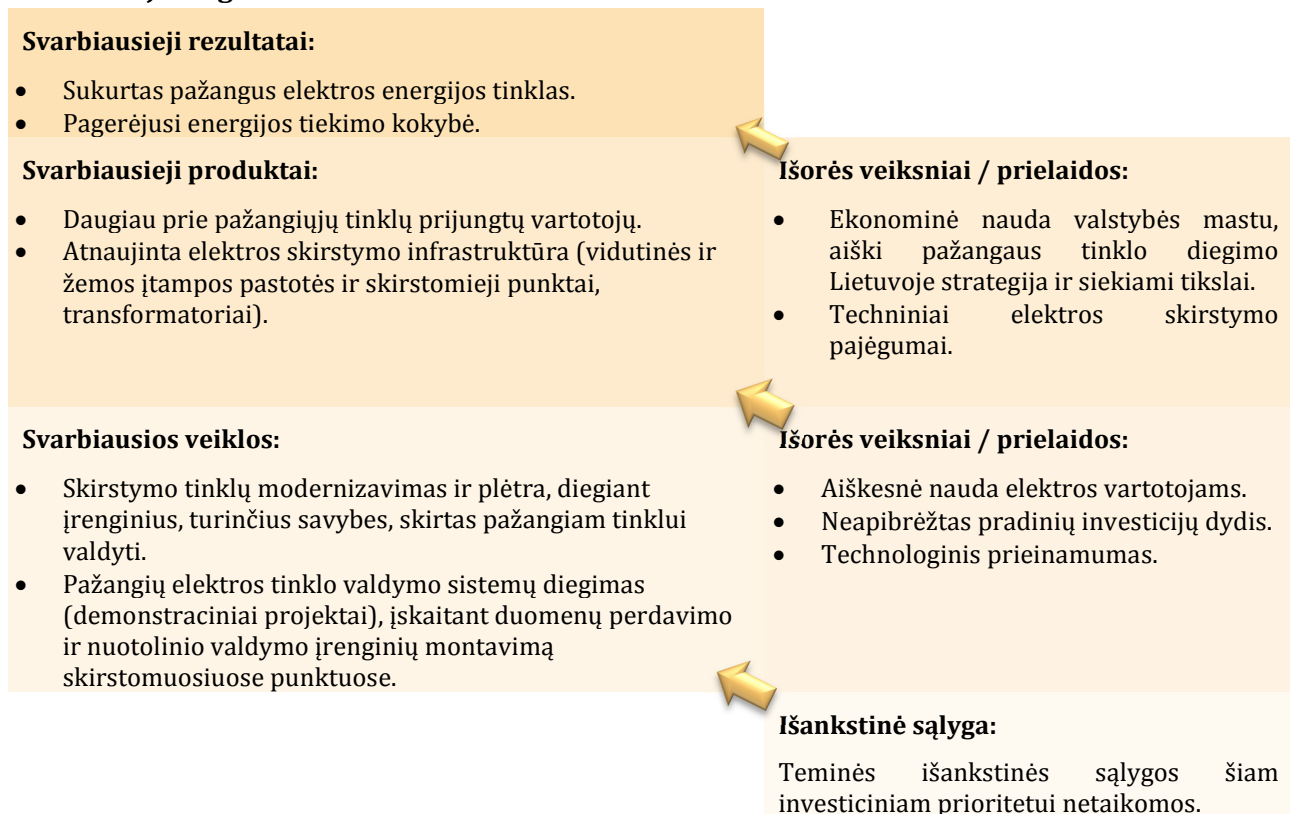 Svarbiausieji rezultatai:
• Sukurtas pažangus elektros energijos tinklas.
• Pagerėjusi energijos tiekimo kokybė.
Svarbiausieji produktai:
• Daugiau prie pažangiųjų tinklų prijungtų vartotojų.
• Atnaujinta elektros skirstymo infrastruktūra (vidutinės ir
žemos įtampos pastotės ir skirstomieji punktai,
transformatoriai).
Išorės veiksniai / prielaidos:
• Ekonominė nauda valstybės mastu,
aiški pažangaus tinklo diegimo
Lietuvoje strategija ir siekiami tikslai.
• Techniniai elektros skirstymo
pajėgumai.
Svarbiausios veiklos:
• Skirstymo tinklų modernizavimas ir plėtra, diegiant
įrenginius, turinčius savybes, skirtas pažangiam tinklui
valdyti.
• Pažangių elektros tinklo valdymo sistemų diegimas
(demonstraciniai projektai), įskaitant duomenų perdavimo
ir nuotolinio valdymo įrenginių montavimą
skirstomuosiuose punktuose.
Išorės veiksniai / prielaidos:
• Aiškesnė nauda elektros vartotojams.
• Neapibrėžtas pradinių investicijų dydis.
• Technologinis prieinamumas.
Išankstinė sąlyga:
Teminės išankstinės sąlygos šiam
investiciniam prioritetui netaikomos.